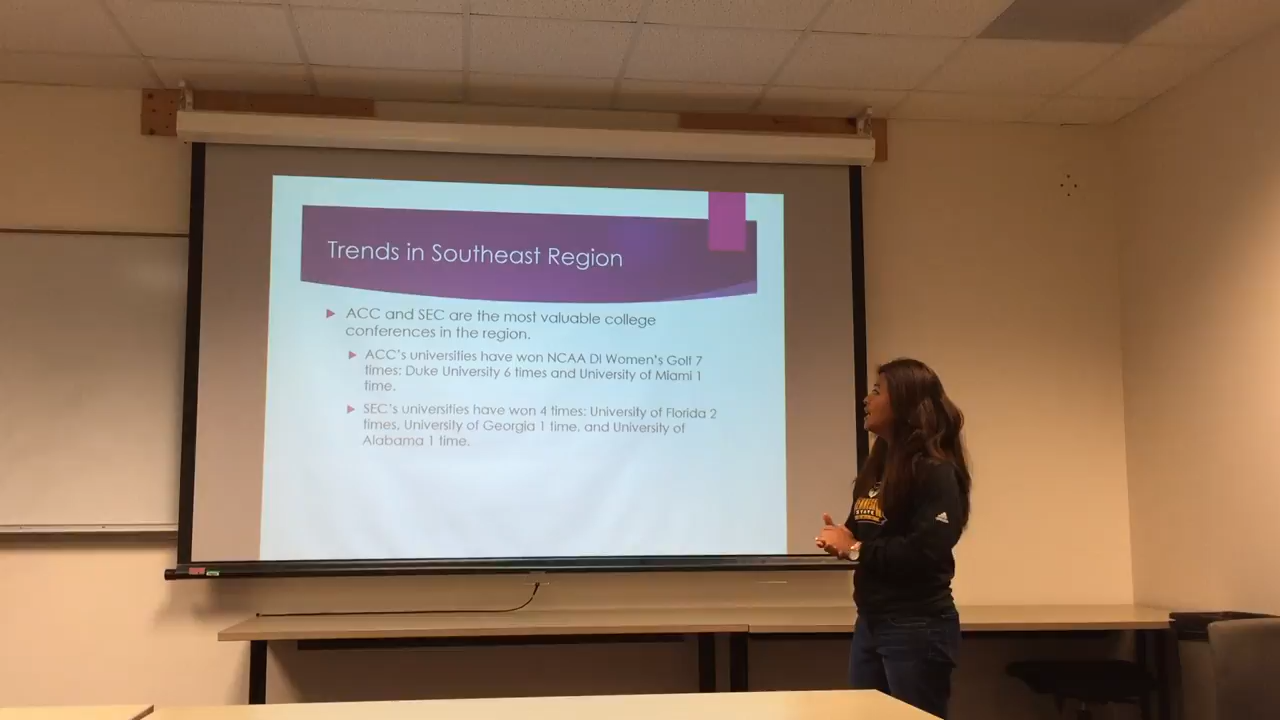 Trends in Southeast Region
ACC and SEC are the most valuable college
conferences in the region.
ACC's universities have won NCAA DI Women's Golf 7
times: Duke University 6 times and University of Miami 1
time.
SEC's universities have won 4 times: University of Florida 2
times, University of Georgia 1 time, and University of
Alabama 1 time.
STATE